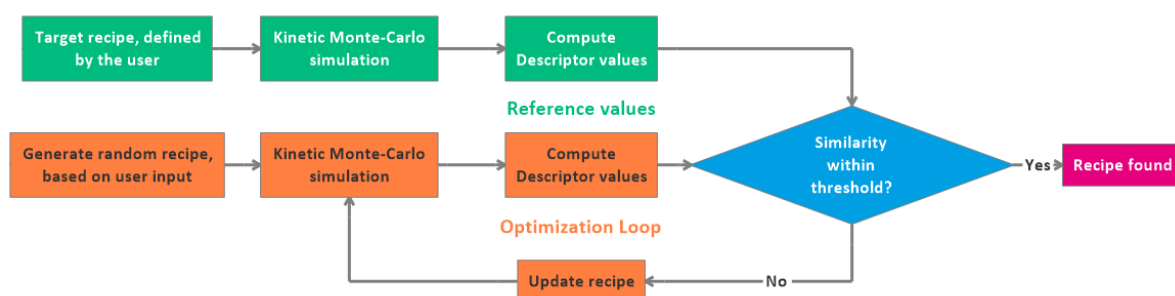 Target recipe, defined
by the user
Kinetic Monte-Carlo
simulation
Compute
Descriptor values
Reference values
Generate random recipe,
based on user input
Kinetic Monte-Carlo
simulation
Compute
Descriptor values
Similarity
within
threshold?
Yes
Recipe found
Optimization Loop
Update recipe
No